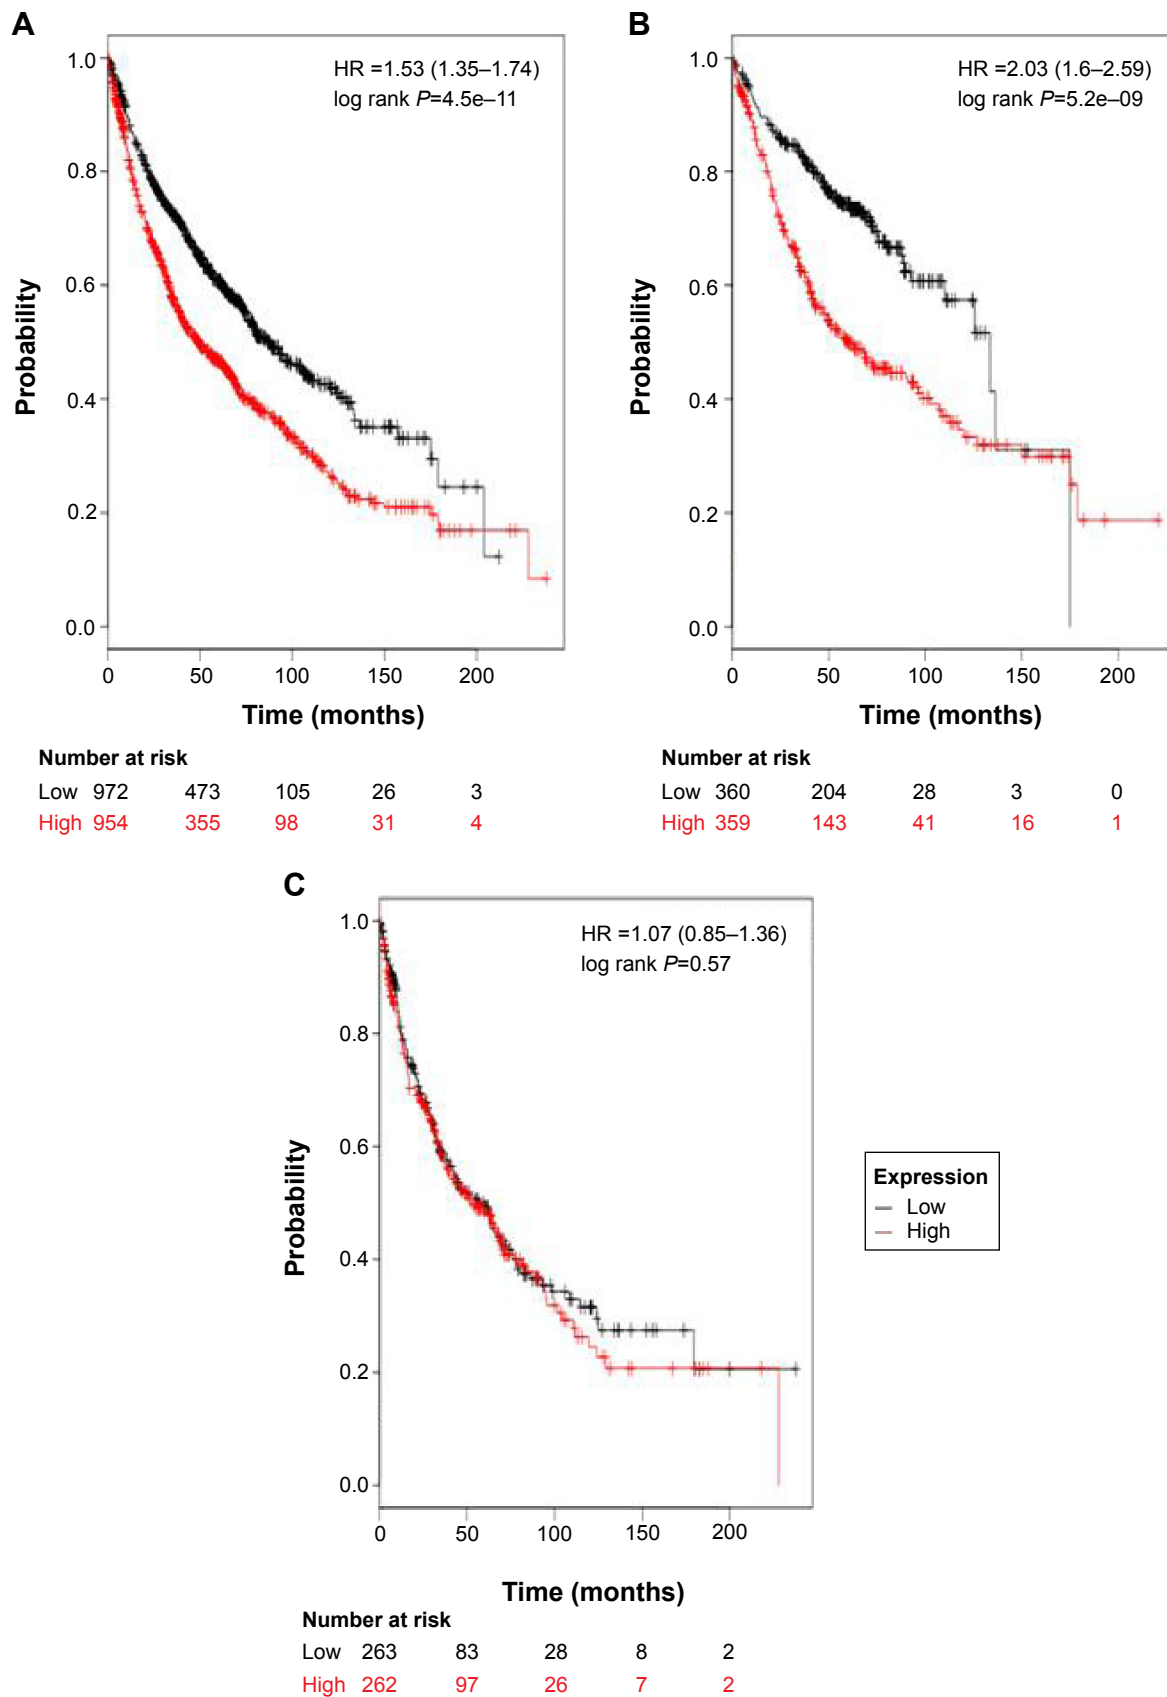 A
HR =1.53 (1.35–1.74)
log rank P=4.5e–11
1.0
0.8
0.6
0.4
0.2
0.0
Probability
0 50 100 150 200
Time (months)
Number at risk
Low 972 473 105 26 3
High 954 355 98 31 4
B
HR =2.03 (1.6–2.59)
log rank P=5.2e–09
1.0
0.8
0.6
0.4
0.2
0.0
Probability
0 50 100 150 200
Time (months)
Number at risk
Low 360 204 28 3 0
High 359 143 41 16 1
C
HR =1.07 (0.85–1.36)
log rank P=0.57
1.0
0.8
0.6
0.4
0.2
0.0
Probability
0 50 100 150 200
Time (months)
Number at risk
Low 263 83 28 8 2
High 262 97 26 7 2
Expression
Low
High